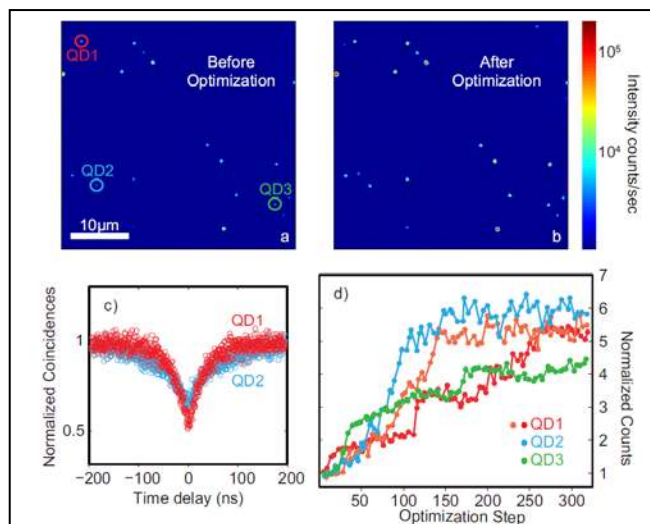 QD1
Before
Optimization
QD2
QD3
10μm
a
After
Optimization
b
10⁵
10⁴
Intensity counts/sec
c)
QD1
QD2
Normalized Coincidences
1
0.5
−200 −100 0 100 200
Time delay (ns)
d)
QD1
QD2
QD3
7
6
5
4
3
2
1
Normalized Counts
50 100 150 200 250 300
Optimization Step